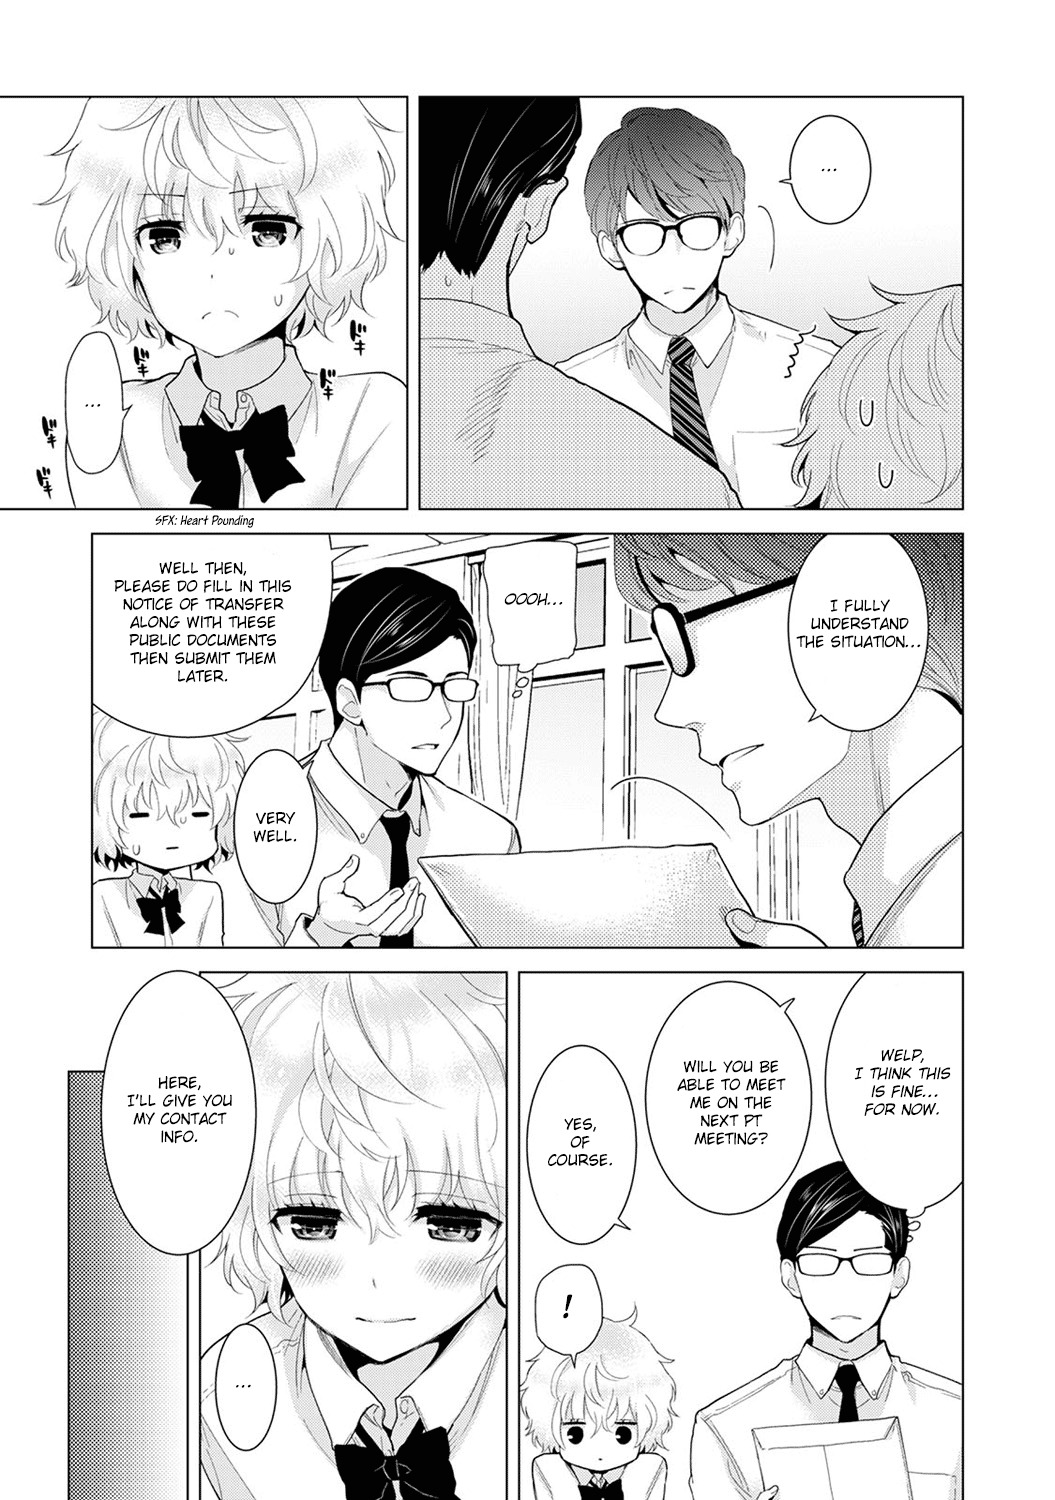 ...
...
ドキ
ドキ
ドキ
ドキ
SFX: Heart Pounding
I FULLY
UNDERSTAND
THE SITUATION...
OOOH...
WELL THEN,
PLEASE DO FILL IN THIS
NOTICE OF TRANSFER
ALONG WITH THESE
PUBLIC DOCUMENTS
THEN SUBMIT THEM
LATER.
VERY
WELL.
WELP,
I THINK THIS
IS FINE...
FOR NOW.
WILL YOU BE
ABLE TO MEET
ME ON THE
NEXT PT
MEETING?
YES,
OF
COURSE.
!
HERE,
I'LL GIVE YOU
MY CONTACT
INFO.
...